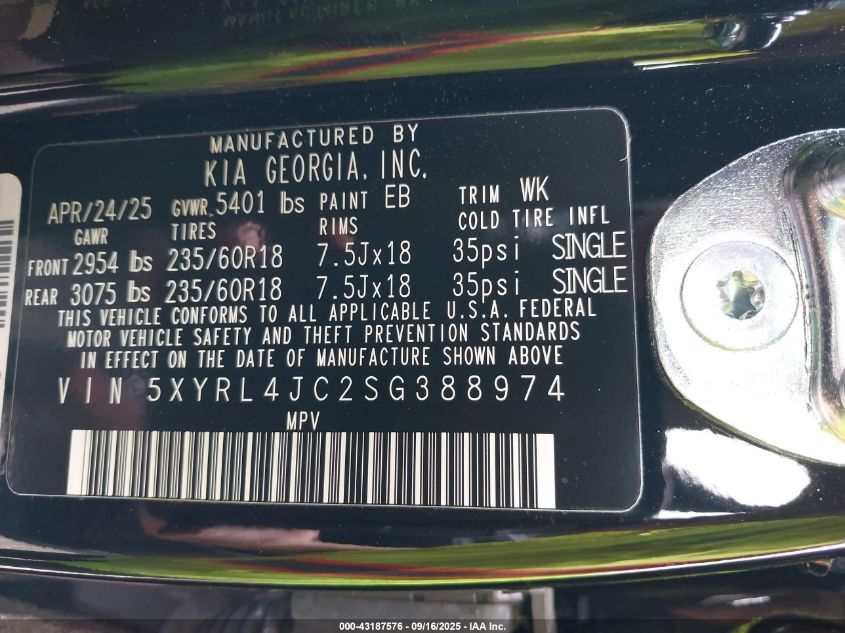 MANUFACTURED BY
KIA GEORGIA, INC.
APR/24/25 GVWR 5401 lbs PAINT EB TRIM WK
GAWR TIRES RIMS COLD TIRE INFL
FRONT 2954 lbs 235/60R18 7.5Jx18 35psi SINGLE
REAR 3075 lbs 235/60R18 7.5Jx18 35psi SINGLE
THIS VEHICLE CONFORMS TO ALL APPLICABLE U.S.A. FEDERAL
MOTOR VEHICLE SAFETY AND THEFT PREVENTION STANDARDS
IN EFFECT ON THE DATE OF MANUFACTURE SHOWN ABOVE
VIN 5XYRL4JC2SG388974
MPV
000-43187576 - 09/16/2025 - IAA Inc.